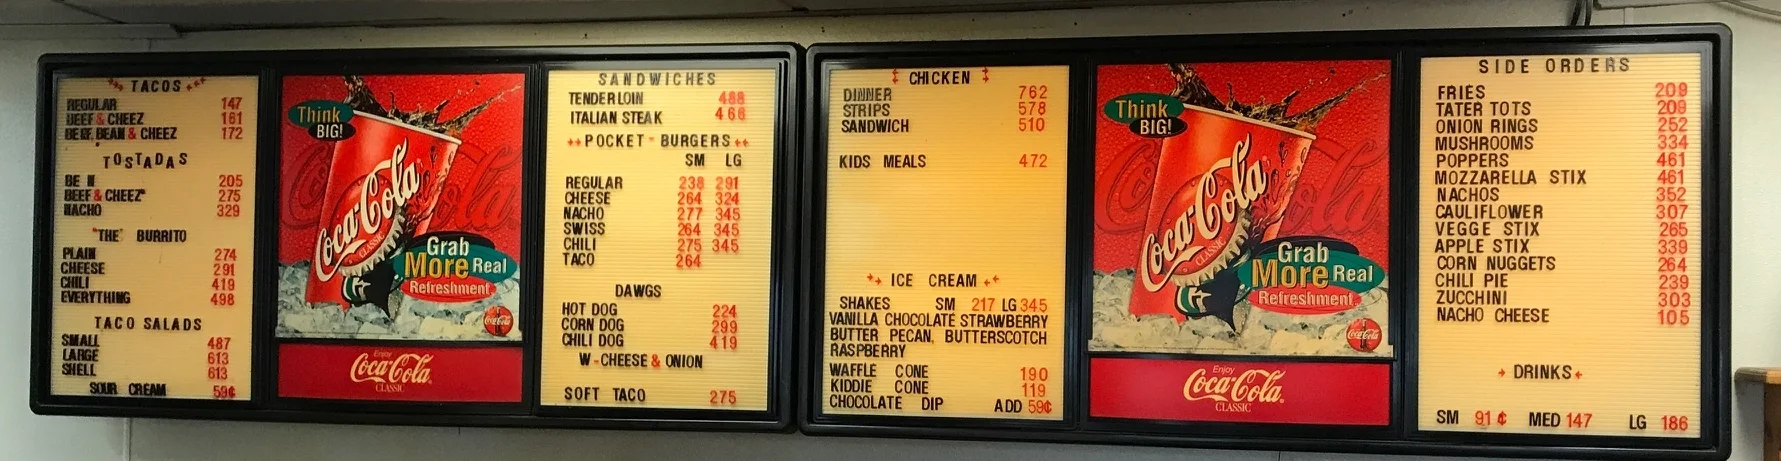 TACOS
REGULAR 147
BEEF & CHEEZ 161
BEEF, BEAN & CHEEZ 172
TOSTADAS
BE N 205
BEEF & CHEEZ 275
NACHO 329
"THE" BURRITO
PLAIN 274
CHEESE 291
CHILI 419
EVERYTHING 498
TACO SALADS
SMALL 487
LARGE 613
SHELL 613
SOUR CREAM 59¢
Think
BIG!
Coca-Cola
CLASSIC
Grab
More Real
Refreshment.
Coca-Cola
Enjoy
Coca-Cola
CLASSIC
SANDWICHES
TENDERLOIN 488
ITALIAN STEAK 466
POCKET-BURGERS
SM LG
REGULAR 238 291
CHEESE 264 324
NACHO 277 345
SWISS 264 345
CHILI 275 345
TACO 264
DAWGS
HOT DOG 224
CORN DOG 299
CHILI DOG 419
W-CHEESE & ONION
SOFT TACO 275
CHICKEN
DINNER 762
STRIPS 578
SANDWICH 510
KIDS MEALS 472
ICE CREAM
SHAKES SM 217 LG 345
VANILLA CHOCOLATE STRAWBERRY
BUTTER PECAN, BUTTERSCOTCH
RASPBERRY
WAFFLE CONE 190
KIDDIE CONE 119
CHOCOLATE DIP ADD 59¢
Think
BIG!
Coca-Cola
CLASSIC
Grab
More Real
Refreshment.
Coca-Cola
Enjoy
Coca-Cola
CLASSIC
SIDE ORDERS
FRIES 209
TATER TOTS 209
ONION RINGS 252
MUSHROOMS 334
POPPERS 461
MOZZARELLA STIX 461
NACHOS 352
CAULIFLOWER 307
VEGGE STIX 265
APPLE STIX 339
CORN NUGGETS 264
CHILI PIE 239
ZUCCHINI 303
NACHO CHEESE 105
DRINKS
SM 91¢ MED 147 LG 186